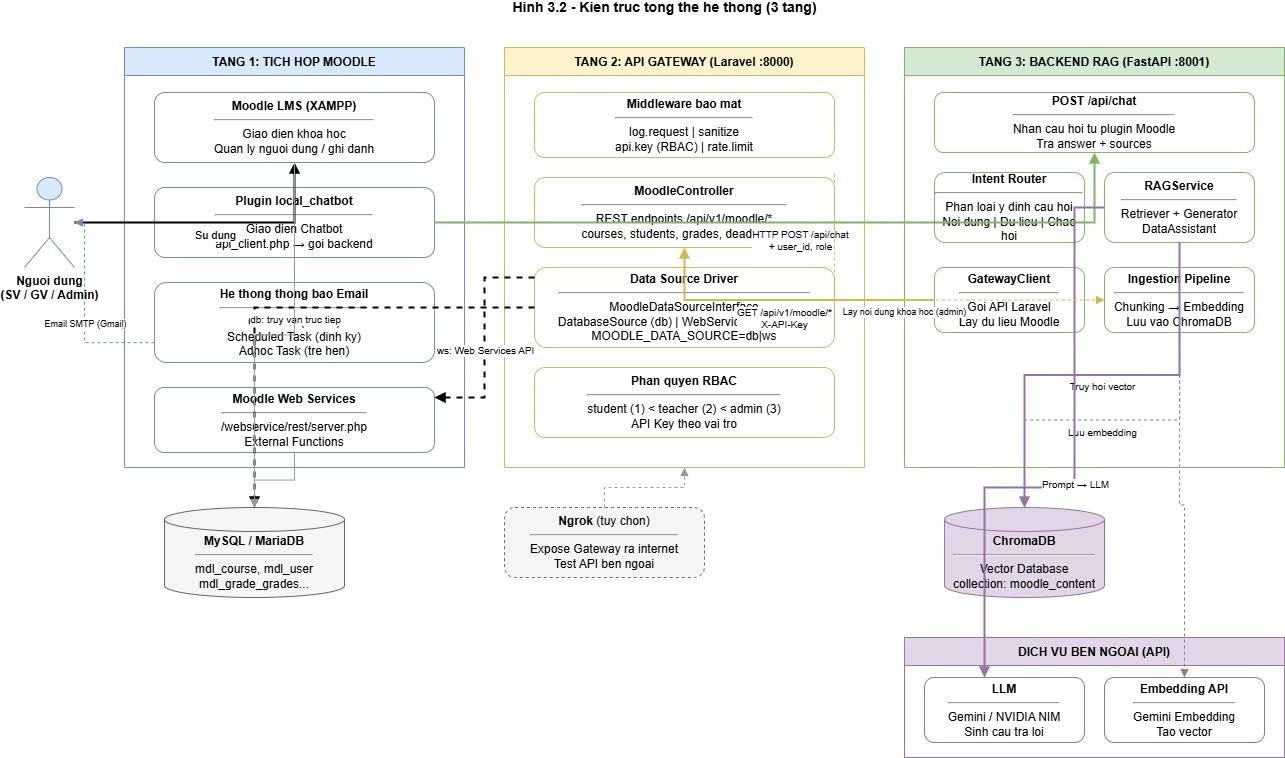 Hinh 3.2 - Kien truc tong the he thong (3 tang)
TANG 1: TICH HOP MOODLE
Moodle LMS (XAMPP)
Giao dien khoa hoc
Quan ly nguoi dung / ghi danh
Plugin local_chatbot
Giao dien Chatbot
api_client.php → goi backend
Su dung
Nguoi dung
(SV / GV / Admin)
Email SMTP (Gmail)
He thong thong bao Email
db: truy van truc tiep
Scheduled Task (dinh ky)
Adhoc Task (tre hen)
Moodle Web Services
/webservice/rest/server.php
External Functions
MySQL / MariaDB
mdl_course, mdl_user
mdl_grade_grades...
TANG 2: API GATEWAY (Laravel :8000)
Middleware bao mat
log.request | sanitize
api.key (RBAC) | rate.limit
MoodleController
REST endpoints /api/v1/moodle/*
courses, students, grades,
HTTP POST /api/chat
+ user_id, role
Data Source Driver
MoodleDataSourceInterface
DatabaseSource (db) |
MOODLE_DATA_SOURCE=db|ws
GET /api/v1/moodle/*
X-API-Key
ws: Web Services API
Phan quyen RBAC
student (1) < teacher (2) < admin (3)
API Key theo vai tro
Ngrok (tuy chon)
Expose Gateway ra internet
Test API ben ngoai
TANG 3: BACKEND RAG (FastAPI :8001)
POST /api/chat
Nhan cau hoi tu plugin Moodle
Tra answer + sources
Intent Router
Phan loai y dinh cau hoi
Noi dung | Du lieu | Chao
hoi
RAGService
Retriever + Generator
DataAssistant
GatewayClient
Goi API Laravel
Lay du lieu Moodle
Lay noi dung khoa hoc (admin)
Ingestion Pipeline
Chunking → Embedding
Luu vao ChromaDB
Truy hoi vector
Luu embedding
Prompt → LLM
ChromaDB
Vector Database
collection: moodle_content
DICH VU BEN NGOAI (API)
LLM
Gemini / NVIDIA NIM
Sinh cau tra loi
Embedding API
Gemini Embedding
Tao vector